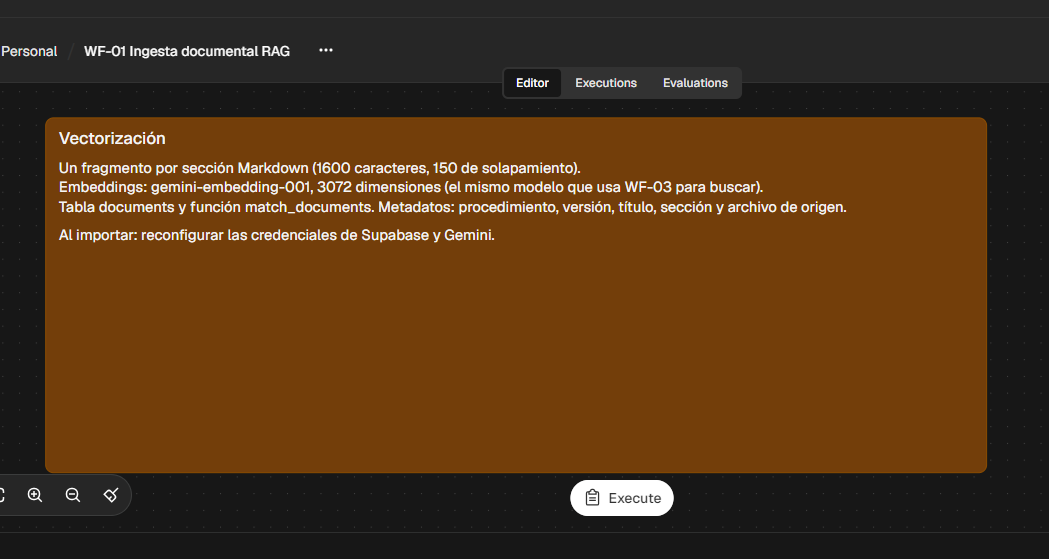 Personal / WF-01 Ingesta documental RAG ...
Editor Executions Evaluations
Vectorización
Un fragmento por sección Markdown (1600 caracteres, 150 de solapamiento).
Embeddings: gemini-embedding-001, 3072 dimensiones (el mismo modelo que usa WF-03 para buscar).
Tabla documents y función match_documents. Metadatos: procedimiento, versión, título, sección y archivo de origen.
Al importar: reconfigurar las credenciales de Supabase y Gemini.
Execute